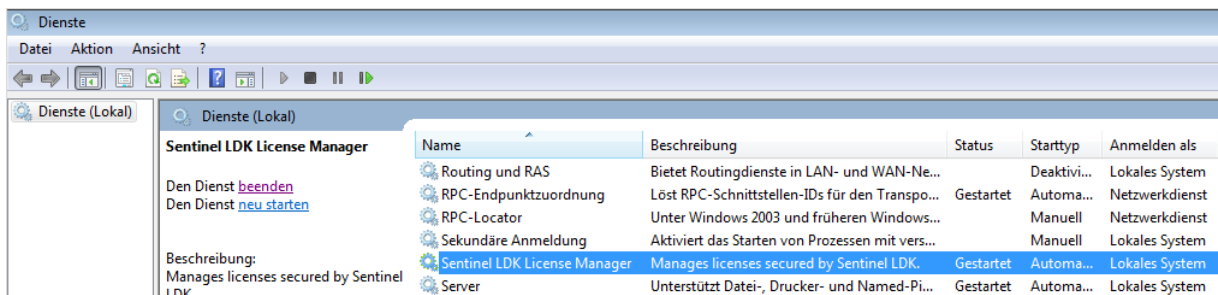 Dienste
Datei Aktion Ansicht ?
Dienste (Lokal)
Dienste (Lokal)
Sentinel LDK License Manager
Den Dienst beenden
Den Dienst neu starten
Beschreibung:
Manages licenses secured by Sentinel
LDK.
Name Beschreibung Status Starttyp Anmelden als
Routing und RAS Bietet Routingdienste in LAN- und WAN-Ne... Deaktivi... Lokales System
RPC-Endpunktzuordnung Löst RPC-Schnittstellen-IDs für den Transpo... Gestartet Automa... Netzwerkdienst
RPC-Locator Unter Windows 2003 und früheren Windows... Manuell Netzwerkdienst
Sekundäre Anmeldung Aktiviert das Starten von Prozessen mit vers... Manuell Lokales System
Sentinel LDK License Manager Manages licenses secured by Sentinel LDK. Gestartet Automa... Lokales System
Server Unterstützt Datei-, Drucker- und Named-Pi... Gestartet Automa... Lokales System